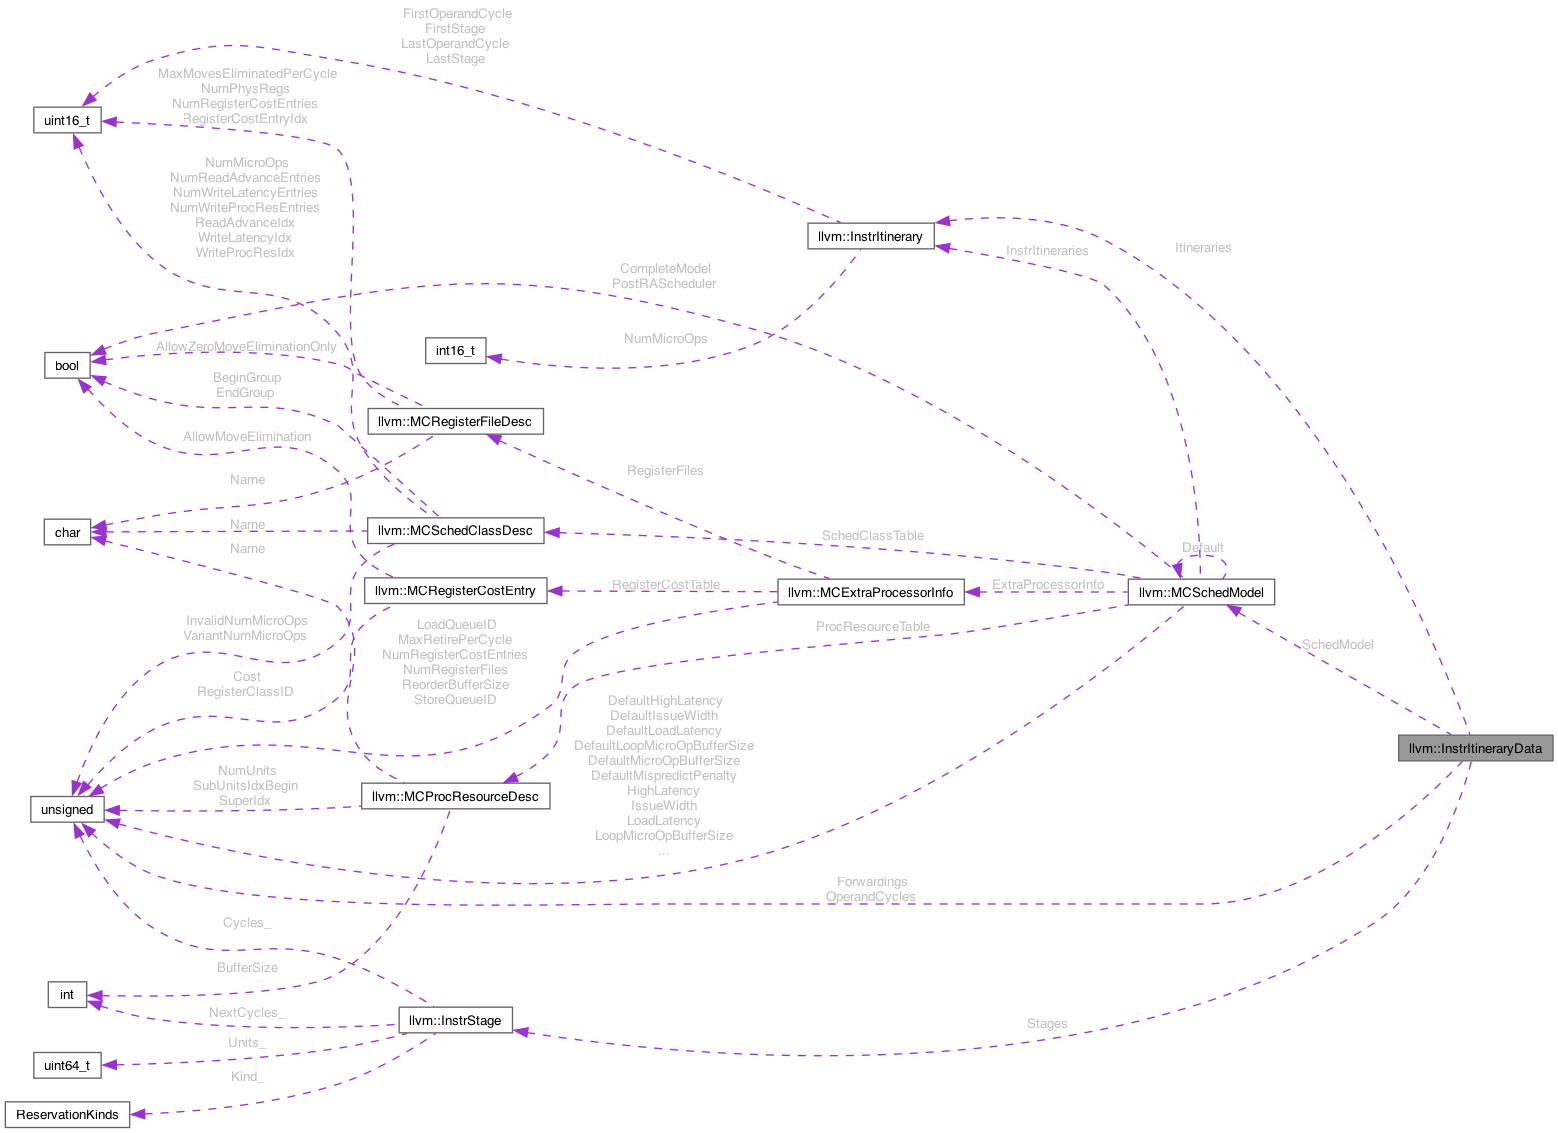 FirstOperandCycle
FirstStage
LastOperandCycle
LastStage
MaxMovesEliminatedPerCycle
NumPhysRegs
NumRegisterCostEntries
RegisterCostEntryIdx
uint16_t
NumMicroOps
NumReadAdvanceEntries
NumWriteLatencyEntries
NumWriteProcResEntries
ReadAdvanceIdx
WriteLatencyIdx
WriteProcResIdx
llvm::InstrItinerary
Itineraries
InstrItineraries
CompleteModel
PostRAScheduler
NumMicroOps
int16_t
AllowZeroMoveEliminationOnly
bool
BeginGroup
EndGroup
llvm::MCRegisterFileDesc
AllowMoveElimination
RegisterFiles
Name
Name
char
llvm::MCSchedClassDesc
SchedClassTable
Name
Default
llvm::MCRegisterCostEntry
RegisterCostTable
llvm::MCExtraProcessorInfo
ExtraProcessorInfo
llvm::MCSchedModel
InvalidNumMicroOps
VariantNumMicroOps
LoadQueueID
MaxRetirePerCycle
NumRegisterCostEntries
NumRegisterFiles
ReorderBufferSize
StoreQueueID
ProcResourceTable
SchedModel
Cost
RegisterClassID
DefaultHighLatency
DefaultIssueWidth
DefaultLoadLatency
DefaultLoopMicroOpBufferSize
DefaultMicroOpBufferSize
DefaultMispredictPenalty
HighLatency
IssueWidth
LoadLatency
LoopMicroOpBufferSize
...
llvm::InstrItineraryData
NumUnits
SubUnitsIdxBegin
SuperIdx
llvm::MCProcResourceDesc
unsigned
Forwardings
OperandCycles
Cycles_
BufferSize
int
NextCycles_
llvm::InstrStage
Stages
Units_
uint64_t
Kind_
ReservationKinds